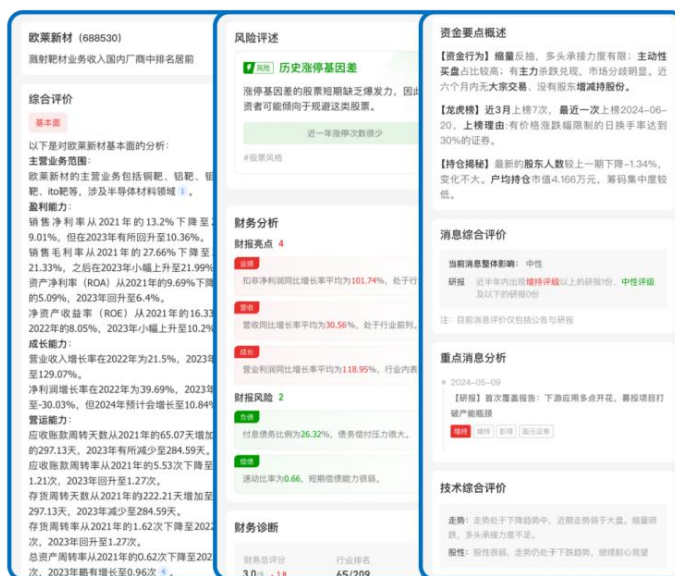 欧莱新材（688530）
溅射靶材业务收入国内厂商中排名居前
综合评价
基本面
以下是对欧莱新材基本面的分析：
主营业务范围：
欧莱新材的主营业务包括铜靶、铝靶、钼
靶、ito靶等，涉及半导体材料领域 1 。
盈利能力：
销售净利率从2021年的13.2%下降至
9.01%，但在2023年有所回升至10.36%。
销售毛利率从2021年的27.66%下降至
21.33%，之后在2023年小幅上升至21.99%
资产净利率（ROA）从2021年的9.69%下降
的5.09%，2023年回升至6.4%。
净资产收益率（ROE）从2021年的16.33
2022年的8.05%，2023年小幅上升至10.2%
成长能力：
营业收入增长率在2022年为21.5%，2023年
至129.07%。
净利润增长率在2022年为39.69%，2023年
至-30.03%，但2024年预计会增长至10.84%
营运能力：
应收账款周转天数从2021年的65.07天增加
的297.13天，2023年有所减少至284.59天。
应收账款周转率从2021年的5.53次下降至
1.21次，2023年回升至1.27次。
存货周转天数从2021年的222.21天增加至
297.13天，2023年减少至284.59天。
存货周转率从2021年的1.62次下降至2022
次，2023年回升至1.27次。
总资产周转率从2021年的0.62次下降至202
次，2023年略有增长至0.96次 4 。
风险评述
风险 历史涨停基因差
涨停基因差的股票短期缺乏爆发力，因此
资者可能倾向于规避这类股票。
近一年涨停次数很少
#股票风格
财务分析
财报亮点 4
业绩
扣非净利润同比增长率平均为101.74%，处于行
营收
营收同比增长率平均为30.56%，处于行业前列。
成长
营业利润同比增长率平均为118.95%，行业内表
财报风险 2
负债
付息债务比例为26.32%，债务偿付压力很大。
偿债
速动比率为0.66，短期偿债能力很弱。
财务诊断
财务总评分 行业排名
3.0/5 -1.8 65/209
资金要点概述
【资金行为】缩量反抽，多头承接力度有限；主动性
买盘占比较高；有主力杀跌兑现，市场分歧明显。近
六个月内无大宗交易、没有股东增减持股份。
【龙虎榜】近3月上榜7次，最近一次上榜2024-06-
20，上榜理由:有价格涨跌幅限制的日换手率达到
30%的证券。
【持仓揭秘】最新的股东人数较上一期下降-1.34%，
变化不大。户均持仓市值4.166万元，筹码集中度较
低。
消息综合评价
当前消息整体影响： 中性
研报 近半年内出现增持评级以上的研报1份、中性评级
及以下的研报0份
注：目前消息评价仅包括公告与研报
重点消息分析
2024-05-09
【研报】首次覆盖报告：下游应用多点开花，募投项目打
破产能瓶颈
增持 增持 影响 国元证券
技术综合评价
走势：走势处于下降趋势中，近期走势弱于大盘。缩量阴
跌，多头承接力度不足。
股性：股性很弱，走势仍处于下跌趋势，继续耐心观望